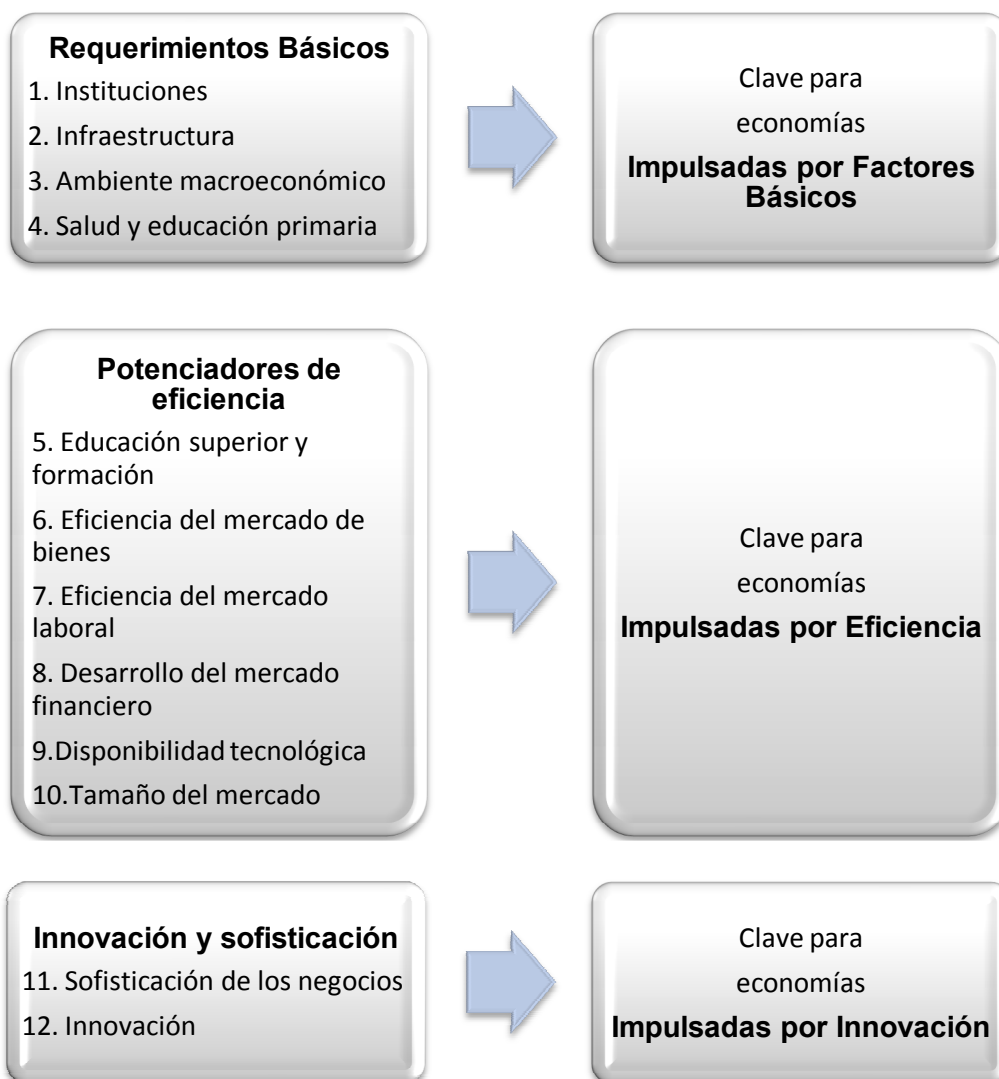 Requerimientos Básicos
1. Instituciones
2. Infraestructura
3. Ambiente macroeconómico
4. Salud y educación primaria
Clave para
economías
Impulsadas por Factores
Básicos
Potenciadores de
eficiencia
5. Educación superior y
formación
6. Eficiencia del mercado de
bienes
7. Eficiencia del mercado
laboral
8. Desarrollo del mercado
financiero
9.Disponibilidad tecnológica
10.Tamaño del mercado
Clave para
economías
Impulsadas por Eficiencia
Innovación y sofisticación
11. Sofisticación de los negocios
12. Innovación
Clave para
economías
Impulsadas por Innovación